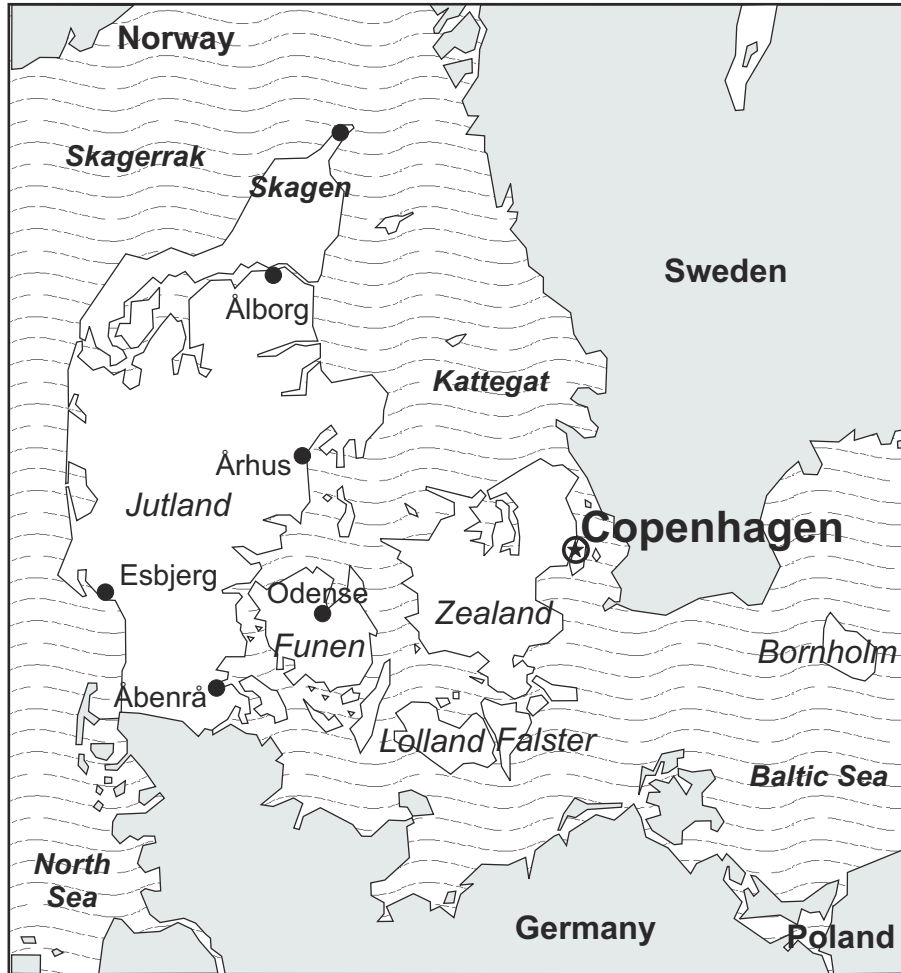 Norway
Skagerrak
Skagen
Sweden
Ålborg
Kattegat
Århus
Jutland
Copenhagen
Esbjerg
Odense
Zealand
Funen
Bornholm
Åbenrå
Lolland
Falster
Baltic Sea
North
Sea
Germany
Poland